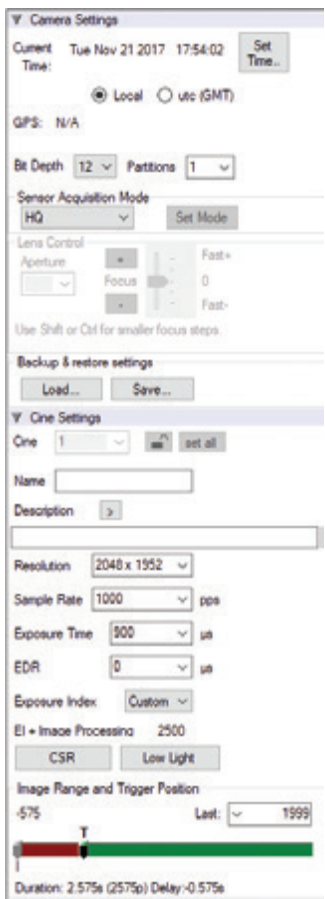 Camera Settings
Current Time: Tue Nov 21 2017 17:54:02 Set Time..
Local utc (GMT)
GPS: N/A
Bit Depth 12 Partitions 1
Sensor Acquisition Mode
HQ Set Mode
Lens Control
Aperture + Fast+
Focus 0
- Fast-
Use Shift or Ctrl for smaller focus steps.
Backup & restore settings
Load... Save...
Cine Settings
Cine 1 set all
Name
Description >
Resolution 2048 x 1952
Sample Rate 1000 pps
Exposure Time 900 µs
EDR 0 µs
Exposure Index Custom
EI + Image Processing 2500
CSR Low Light
Image Range and Trigger Position
-575 Last: 1999
T
Duration: 2.575s (2575p) Delay:-0.575s